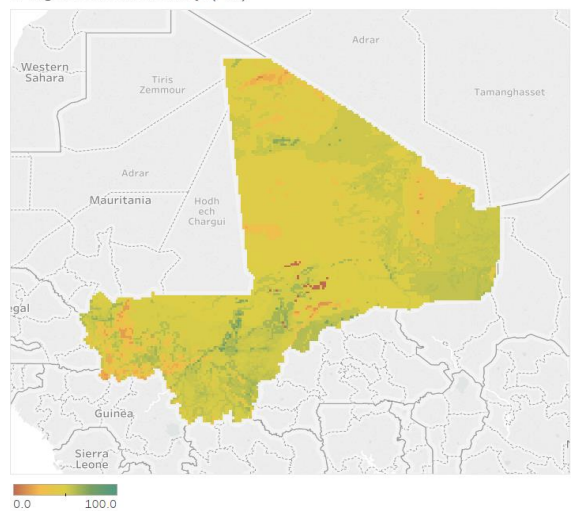 Adrar
Western
Sahara
Tiris
Zemmour
Tamanghasset
Adrar
Mauritania
Hodh
ech
Chargui
egal
Guinea
Sierra
Leone
0.0 100.0